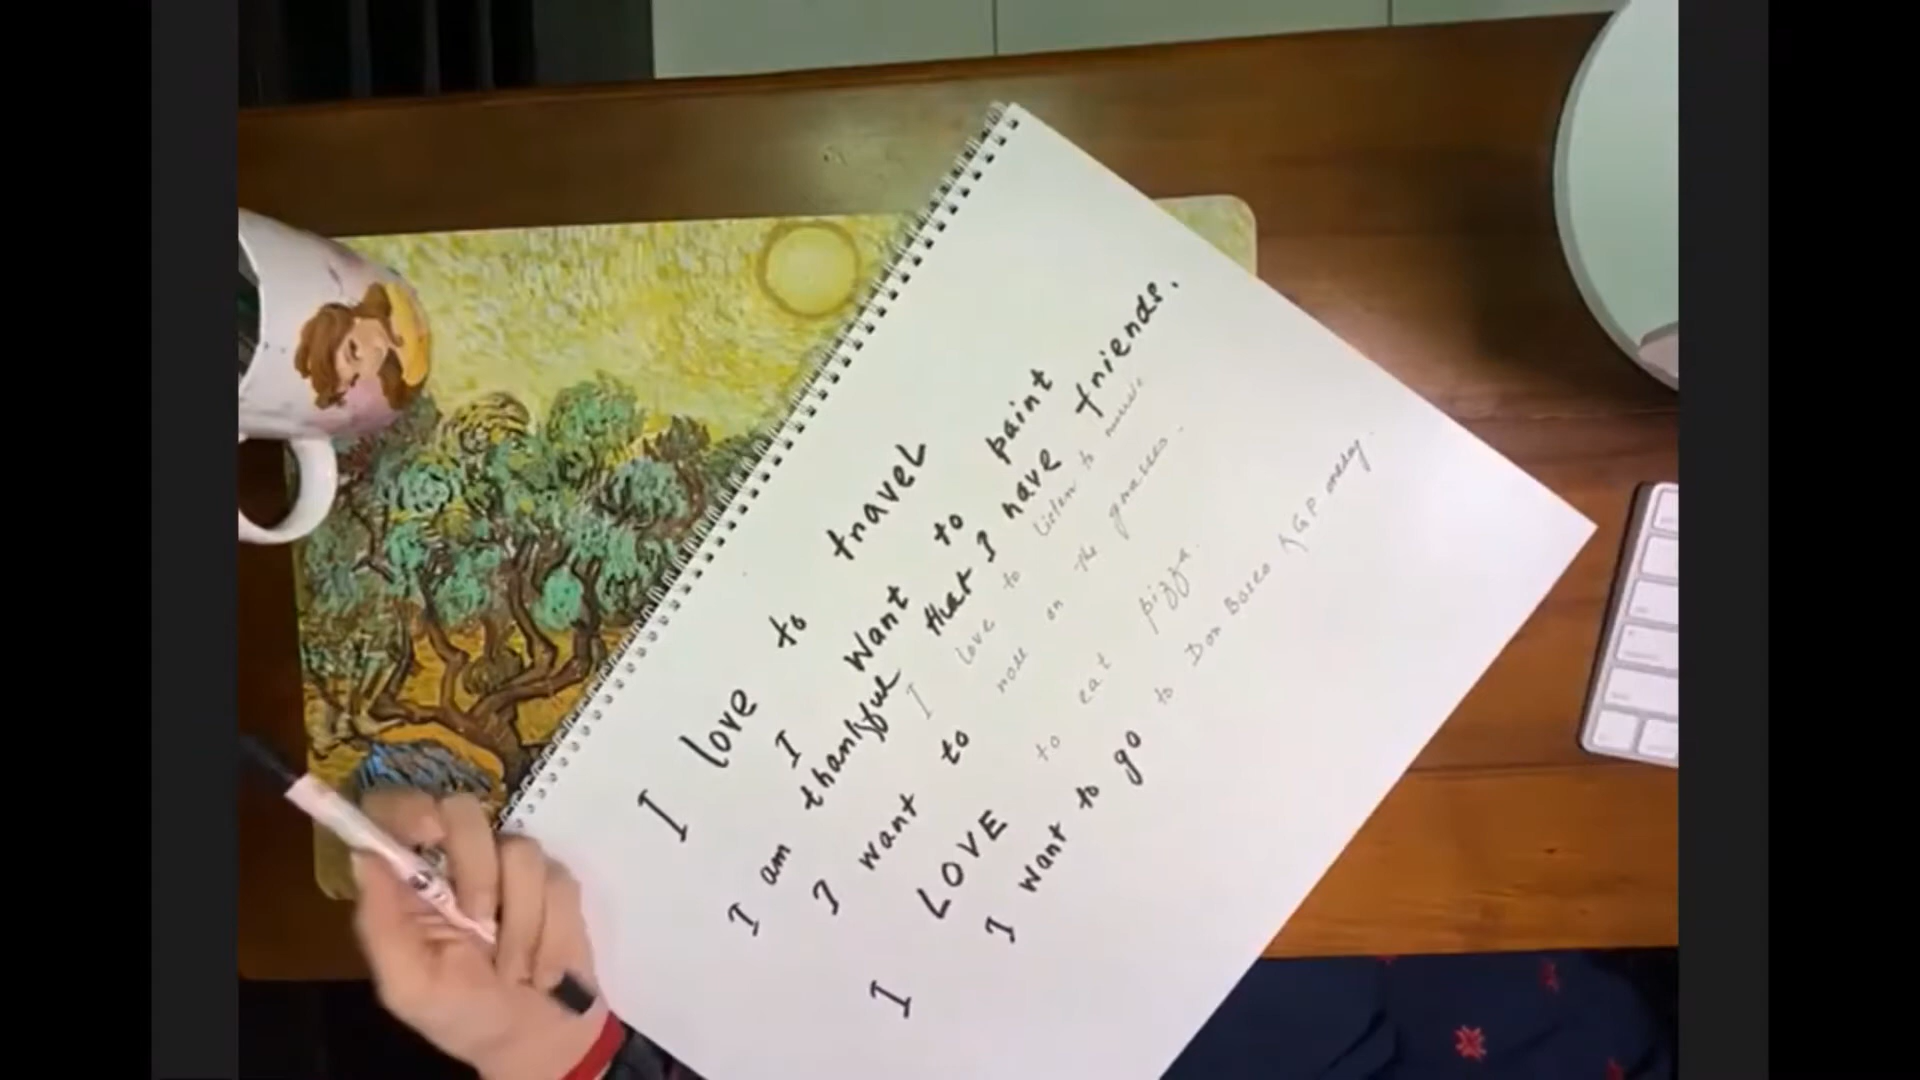 I love to travel
I want to paint
I am thankful that I have friends.
I love to listen to music
I want to on the grasses.
I LOVE to eat pizza.
I want to go to Don Bosco oneday.